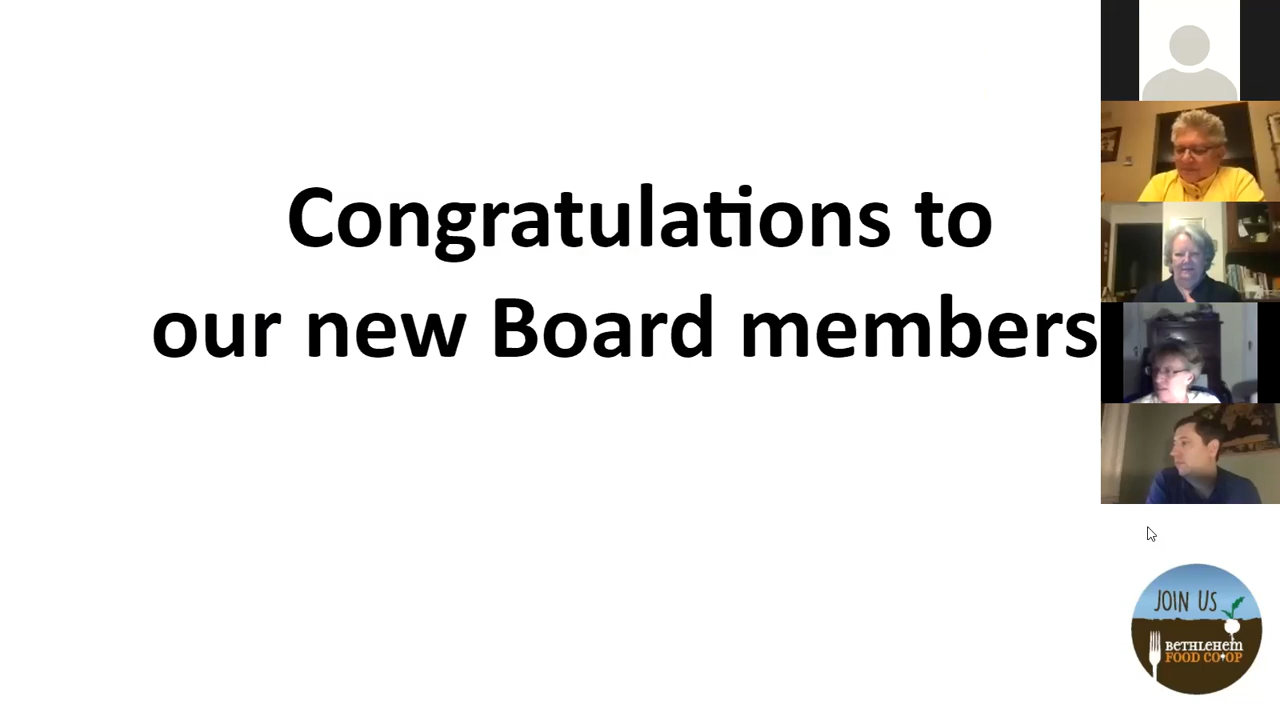 Congratulations to
our new Board members
JOIN US
BETHLEHEM
FOOD CO+OP